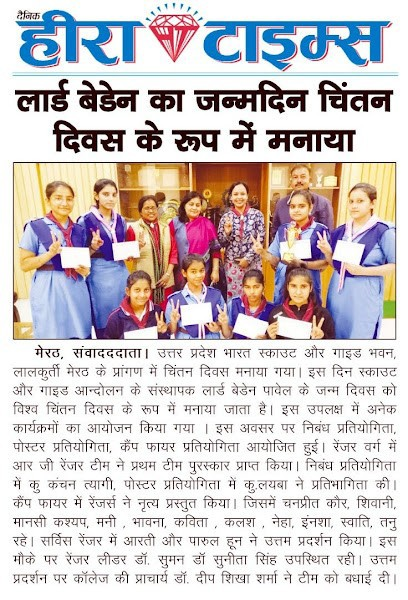 दैनिक
हीरा टाइम्स
लार्ड बेडेन का जन्मदिन चिंतन
दिवस के रूप में मनाया
मेरठ, संवाददाता। उत्तर प्रदेश भारत स्काउट और गाइड भवन,
लालकुर्ती मेरठ के प्रांगण में चिंतन दिवस मनाया गया। इस दिन स्काउट
और गाइड आन्दोलन के संस्थापक लार्ड बेडेन पावेल के जन्म दिवस को
विश्व चिंतन दिवस के रूप में मनाया जाता है। इस उपलक्ष में अनेक
कार्यक्रमों का आयोजन किया गया । इस अवसर पर निबंध प्रतियोगिता,
पोस्टर प्रतियोगिता, कैंप फायर प्रतियोगिता आयोजित हुई। रेंजर वर्ग में
आर जी रेंजर टीम ने प्रथम टीम पुरस्कार प्राप्त किया। निबंध प्रतियोगिता
में कु कंचन त्यागी, पोस्टर प्रतियोगिता में कु.लयबा ने प्रतिभागिता की।
कैंप फायर में रेंजर्स ने नृत्य प्रस्तुत किया। जिसमें चनप्रीत कौर, शिवानी,
मानसी कश्यप, मनी , भावना, कविता , कलश , नेहा, इंनशा, स्वाति, तनु
रहे। सर्विस रेंजर में आरती और पारुल हून ने उत्तम प्रदर्शन किया। इस
मौके पर रेंजर लीडर डॉ. सुमन डॉ सुनीता सिंह उपस्थित रही। उत्तम
प्रदर्शन पर कॉलेज की प्राचार्य डॉ. दीप शिखा शर्मा ने टीम को बधाई दी।